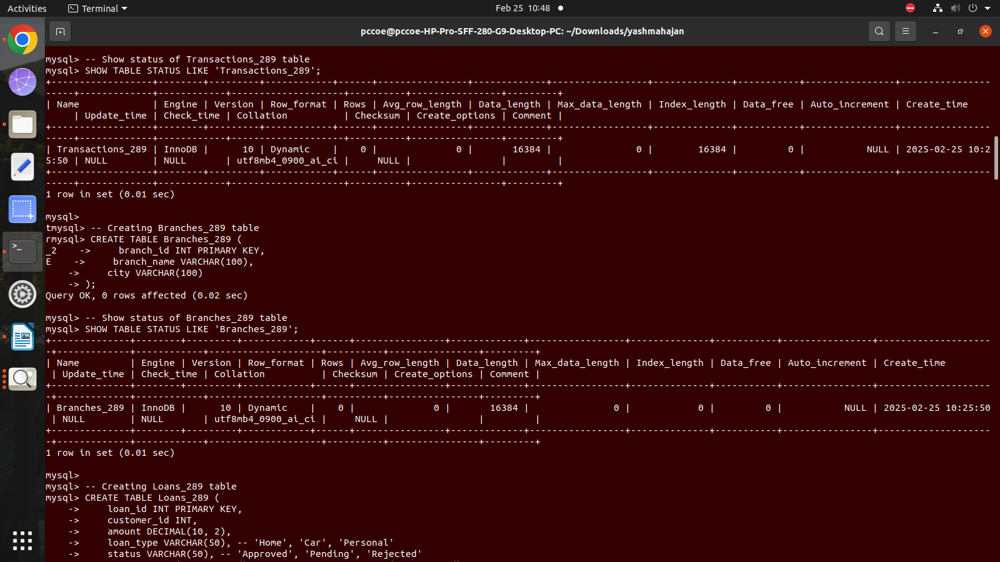 Activities
Terminal
Feb 25 10:48
pccoe@pccoe-HP-Pro-SFF-280-G9-Desktop-PC: ~/Downloads/yashmahajan
mysql> -- Show status of Transactions_289 table
mysql> SHOW TABLE STATUS LIKE 'Transactions_289';
+------------------+--------+---------+------------+------+----------------+-------------+-----------------+--------------+-----------+----------------+-------------------
-----+-------------+------------+--------------------+----------+----------------+---------+
| Name             | Engine | Version | Row_format | Rows | Avg_row_length | Data_length | Max_data_length | Index_length | Data_free | Auto_increment | Create_time
     | Update_time | Check_time | Collation          | Checksum | Create_options | Comment |
+------------------+--------+---------+------------+------+----------------+-------------+-----------------+--------------+-----------+----------------+-------------------
-----+-------------+------------+--------------------+----------+----------------+---------+
| Transactions_289 | InnoDB |      10 | Dynamic    |    0 |              0 |       16384 |               0 |        16384 |         0 |           NULL | 2025-02-25 10:2
5:50 | NULL        | NULL       | utf8mb4_0900_ai_ci |     NULL |                |         |
+------------------+--------+---------+------------+------+----------------+-------------+-----------------+--------------+-----------+----------------+-------------------
-----+-------------+------------+--------------------+----------+----------------+---------+
1 row in set (0.01 sec)
mysql>
tmysql> -- Creating Branches_289 table
rmysql> CREATE TABLE Branches_289 (
_2    ->     branch_id INT PRIMARY KEY,
E    ->     branch_name VARCHAR(100),
    ->     city VARCHAR(100)
    -> );
Query OK, 0 rows affected (0.02 sec)
mysql> -- Show status of Branches_289 table
mysql> SHOW TABLE STATUS LIKE 'Branches_289';
+--------------+--------+---------+------------+------+----------------+-------------+-----------------+--------------+-----------+----------------+--------------------
-+-------------+------------+--------------------+----------+----------------+---------+
| Name         | Engine | Version | Row_format | Rows | Avg_row_length | Data_length | Max_data_length | Index_length | Data_free | Auto_increment | Create_time
 | Update_time | Check_time | Collation          | Checksum | Create_options | Comment |
+--------------+--------+---------+------------+------+----------------+-------------+-----------------+--------------+-----------+----------------+--------------------
-+-------------+------------+--------------------+----------+----------------+---------+
| Branches_289 | InnoDB |      10 | Dynamic    |    0 |              0 |       16384 |               0 |            0 |         0 |           NULL | 2025-02-25 10:25:50
 | NULL        | NULL       | utf8mb4_0900_ai_ci |     NULL |                |         |
+--------------+--------+---------+------------+------+----------------+-------------+-----------------+--------------+-----------+----------------+--------------------
-+-------------+------------+--------------------+----------+----------------+---------+
1 row in set (0.01 sec)
mysql>
mysql> -- Creating Loans_289 table
mysql> CREATE TABLE Loans_289 (
    ->     loan_id INT PRIMARY KEY,
    ->     customer_id INT,
    ->     amount DECIMAL(10, 2),
    ->     loan_type VARCHAR(50), -- 'Home', 'Car', 'Personal'
    ->     status VARCHAR(50), -- 'Approved', 'Pending', 'Rejected'